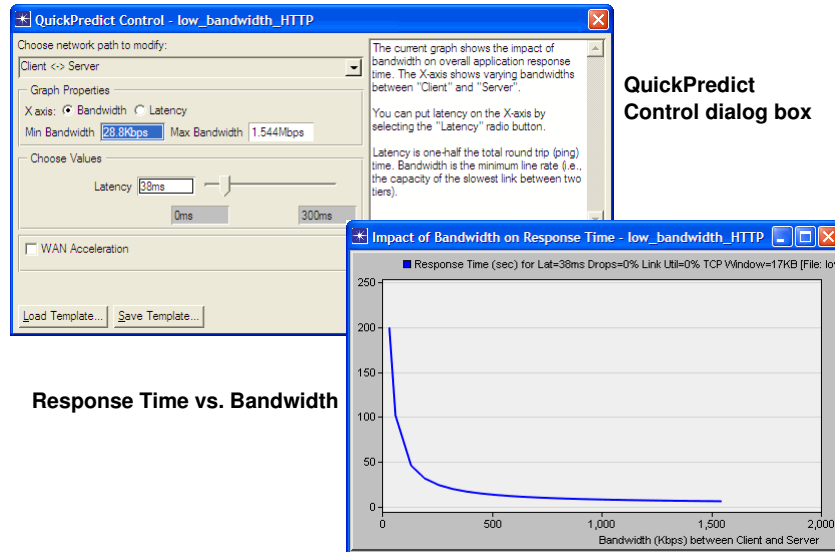 QuickPredict Control - low_bandwidth_HTTP
Choose network path to modify:
Client <-> Server
Graph Properties
X axis: Bandwidth Latency
Min Bandwidth 28.8Kbps Max Bandwidth 1.544Mbps
Choose Values
Latency 38ms
0ms 300ms
WAN Acceleration
Load Template... Save Template...
The current graph shows the impact of
bandwidth on overall application response
time. The X-axis shows varying bandwidths
between "Client" and "Server".
You can put latency on the X-axis by
selecting the "Latency" radio button.
Latency is one-half the total round trip (ping)
time. Bandwidth is the minimum line rate (i.e.,
the capacity of the slowest link between two
tiers).
QuickPredict
Control dialog box
Response Time vs. Bandwidth
Impact of Bandwidth on Response Time - low_bandwidth_HTTP
Response Time (sec) for Lat=38ms Drops=0% Link Util=0% TCP Window=17KB [File: lo
250
200
150
100
50
0
0 500 1,000 1,500 2,000
Bandwidth (Kbps) between Client and Server